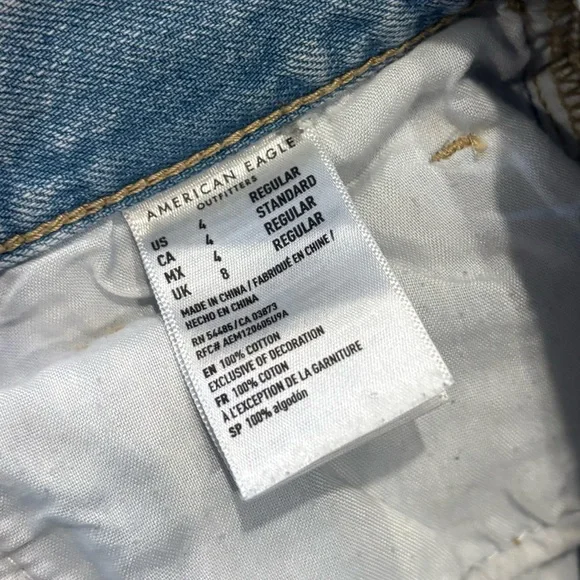 AMERICAN EAGLE
OUTFITTERS
US 4 REGULAR
CA 4 STANDARD
MX 4 REGULAR
UK 8 REGULAR
MADE IN CHINA / FABRIQUÉ EN CHINE /
HECHO EN CHINA
RN 54485/CA 03873
RFC# AEM120605U9A
EN 100% COTTON
EXCLUSIVE OF DECORATION
FR 100% COTON
À L'EXCEPTION DE LA GARNITURE
SP 100% algodón